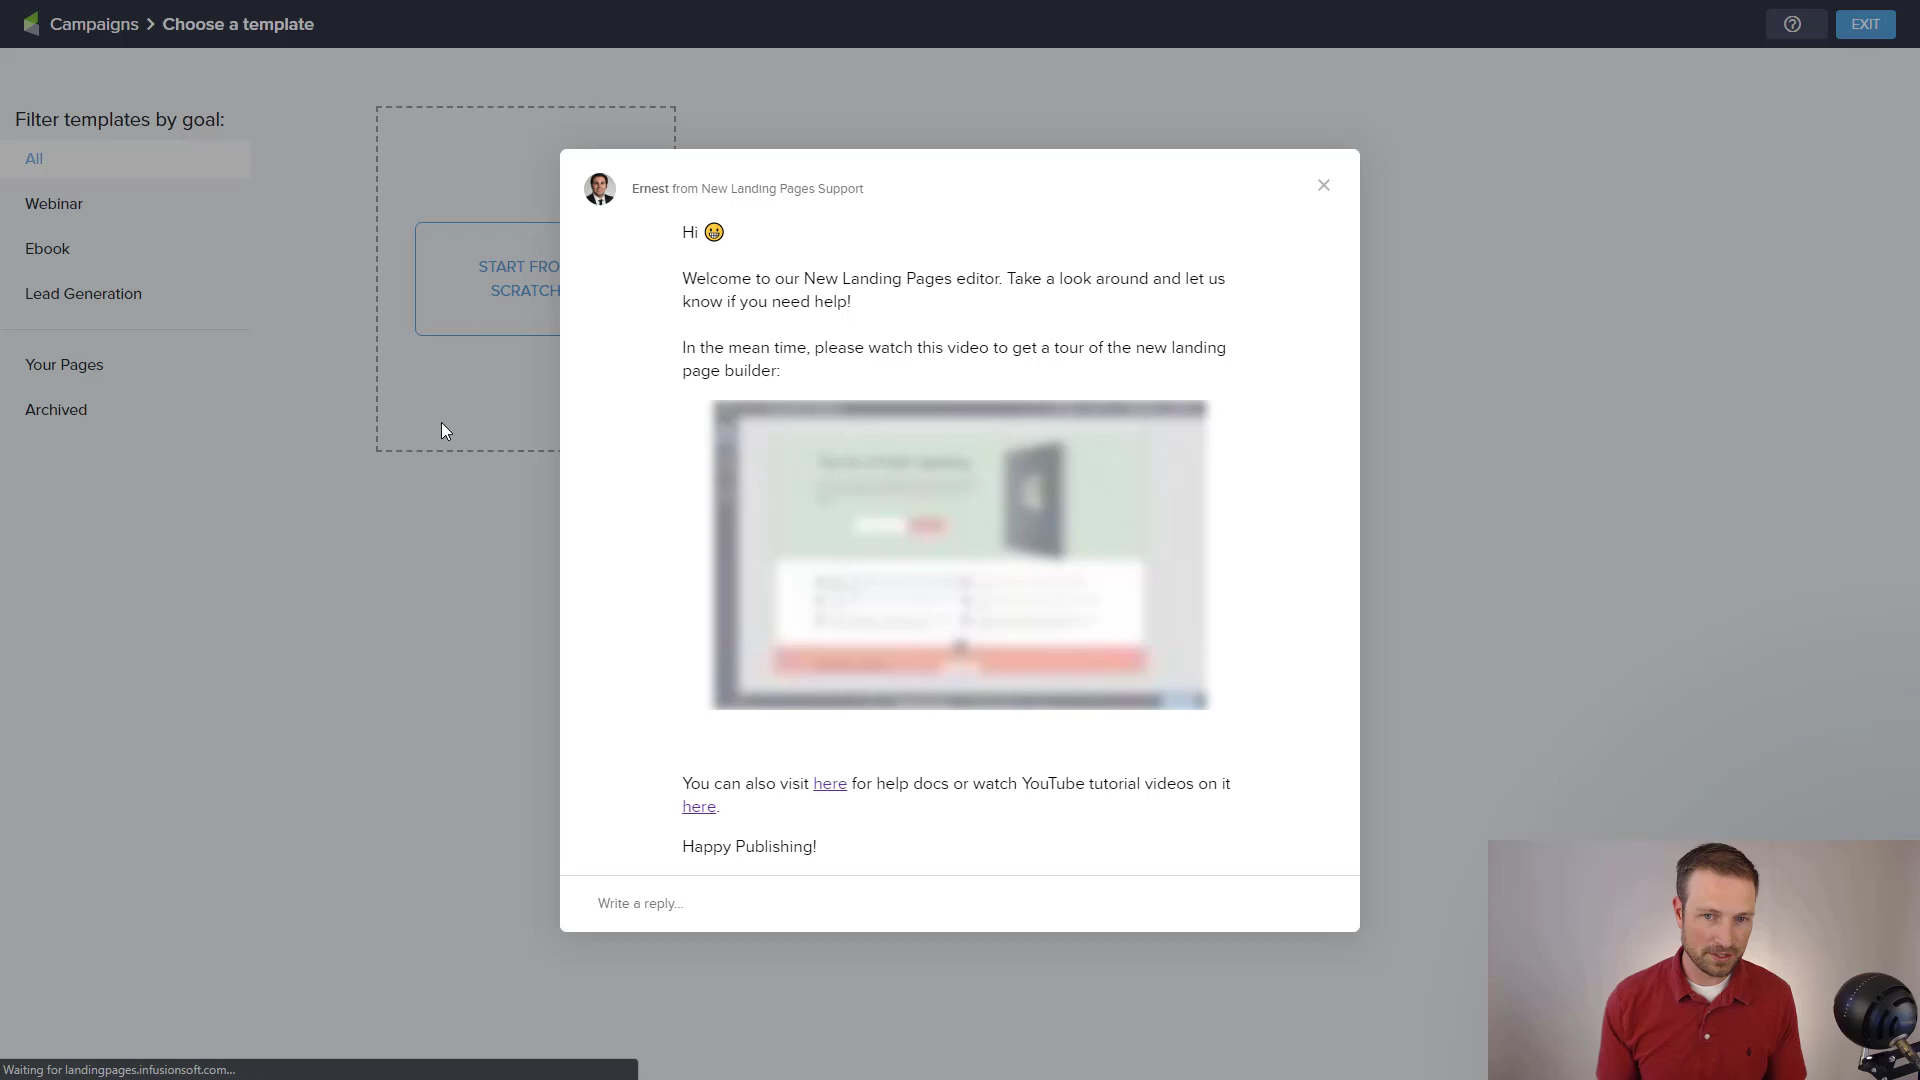 Campaigns > Choose a template
EXIT
Filter templates by goal:
All
Webinar
Ebook
Lead Generation
Your Pages
Archived
START FRO
SCRATCH
Ernest from New Landing Pages Support
Hi 😀
Welcome to our New Landing Pages editor. Take a look around and let us
know if you need help!
In the mean time, please watch this video to get a tour of the new landing
page builder:
You can also visit here for help docs or watch YouTube tutorial videos on it
here.
Happy Publishing!
Write a reply...
Waiting for landingpages.infusionsoft.com...